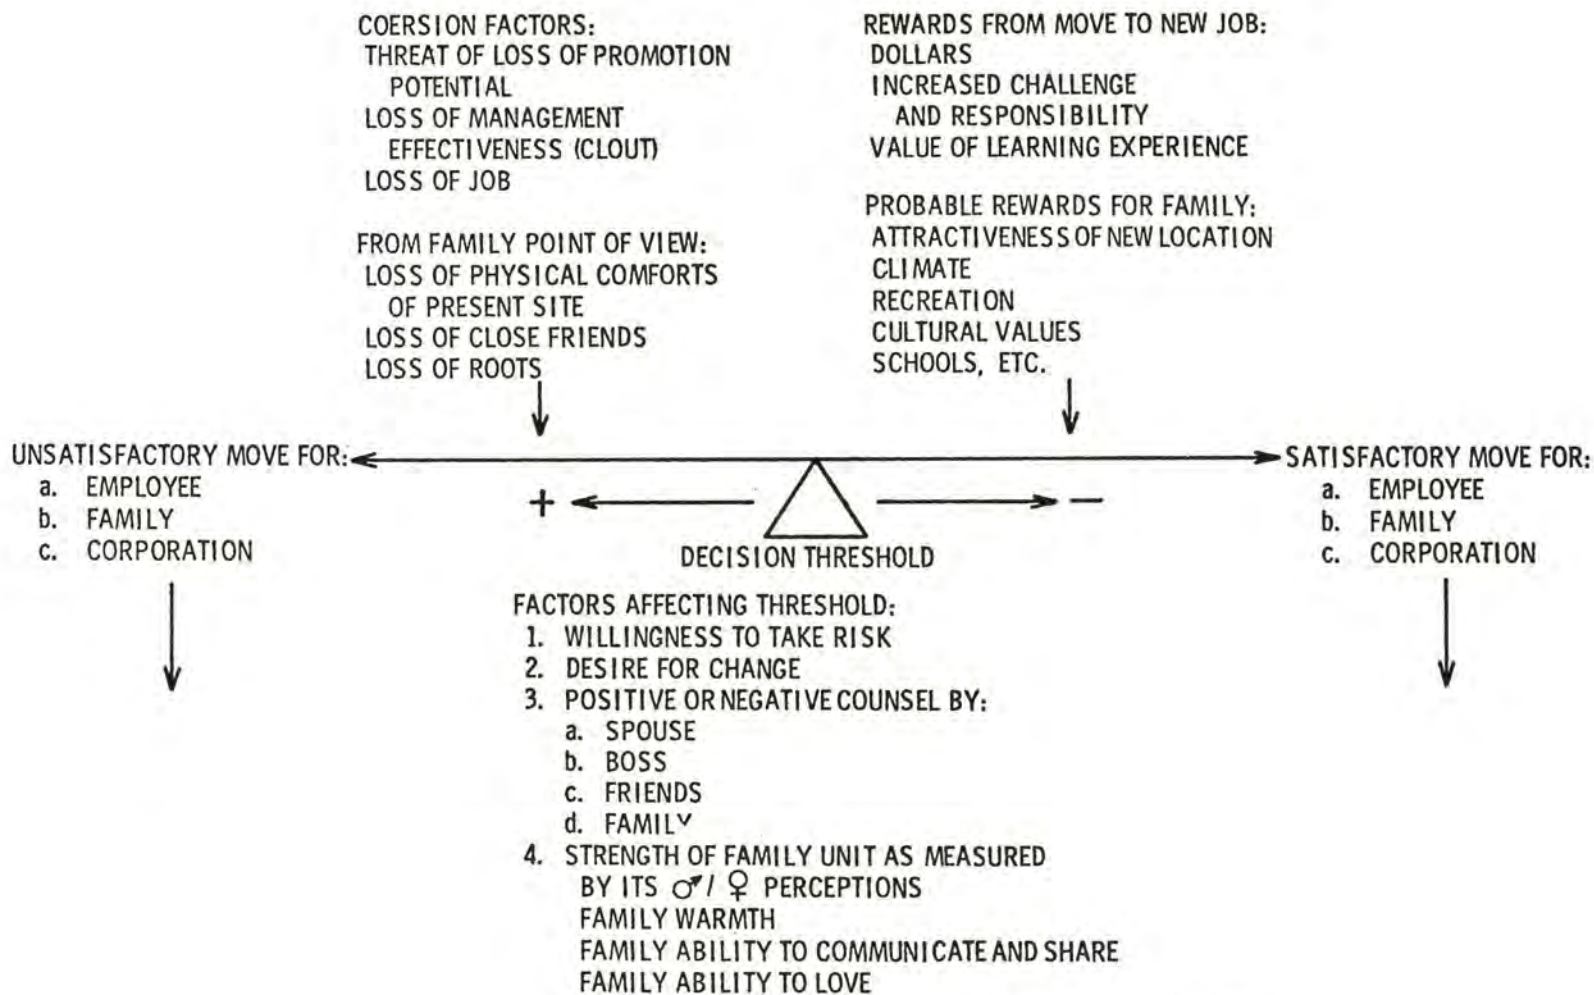 COERSION FACTORS:
THREAT OF LOSS OF PROMOTION
POTENTIAL
LOSS OF MANAGEMENT
EFFECTIVENESS (CLOUT)
LOSS OF JOB
FROM FAMILY POINT OF VIEW:
LOSS OF PHYSICAL COMFORTS
OF PRESENT SITE
LOSS OF CLOSE FRIENDS
LOSS OF ROOTS
REWARDS FROM MOVE TO NEW JOB:
DOLLARS
INCREASED CHALLENGE
AND RESPONSIBILITY
VALUE OF LEARNING EXPERIENCE
PROBABLE REWARDS FOR FAMILY:
ATTRACTIVENESS OF NEW LOCATION
CLIMATE
RECREATION
CULTURAL VALUES
SCHOOLS, ETC.
UNSATISFACTORY MOVE FOR:
a. EMPLOYEE
b. FAMILY
c. CORPORATION
+ −
DECISION THRESHOLD
SATISFACTORY MOVE FOR:
a. EMPLOYEE
b. FAMILY
c. CORPORATION
FACTORS AFFECTING THRESHOLD:
1. WILLINGNESS TO TAKE RISK
2. DESIRE FOR CHANGE
3. POSITIVE OR NEGATIVE COUNSEL BY:
a. SPOUSE
b. BOSS
c. FRIENDS
d. FAMILY
4. STRENGTH OF FAMILY UNIT AS MEASURED
BY ITS ♂ / ♀ PERCEPTIONS
FAMILY WARMTH
FAMILY ABILITY TO COMMUNICATE AND SHARE
FAMILY ABILITY TO LOVE